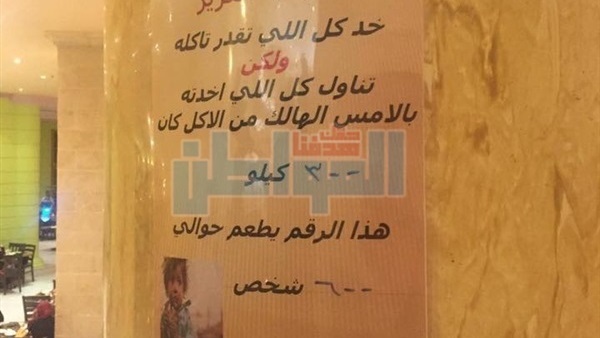 خد كل اللي تقدر تاكله
ولكن
تناول كل اللي اخدته
بالامس الهالك من الاكل كان
٣٠٠ كيلو
المواطن
هذا الرقم يطعم حوالي
٦٠٠ شخص